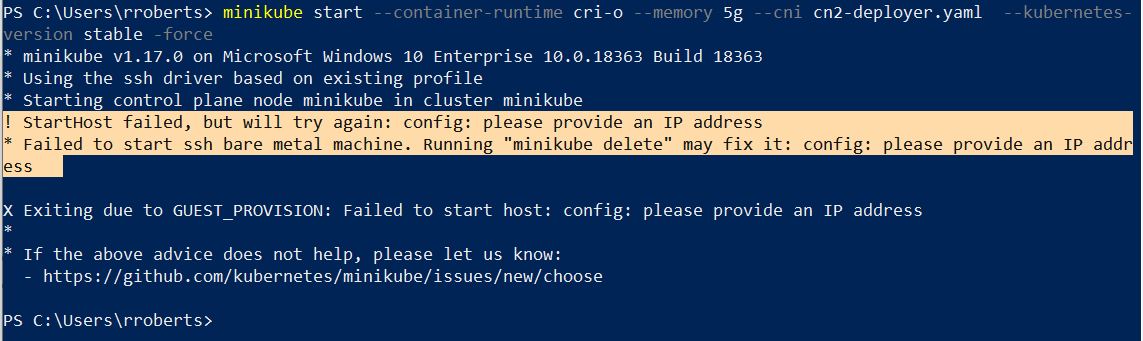 PS C:\Users\rroberts> minikube start --container-runtime cri-o --memory 5g --cni cn2-deployer.yaml  --kubernetes-
version stable -force
* minikube v1.17.0 on Microsoft Windows 10 Enterprise 10.0.18363 Build 18363
* Using the ssh driver based on existing profile
* Starting control plane node minikube in cluster minikube
! StartHost failed, but will try again: config: please provide an IP address
* Failed to start ssh bare metal machine. Running "minikube delete" may fix it: config: please provide an IP addr
ess
X Exiting due to GUEST_PROVISION: Failed to start host: config: please provide an IP address
*
* If the above advice does not help, please let us know:
  - https://github.com/kubernetes/minikube/issues/new/choose
PS C:\Users\rroberts>